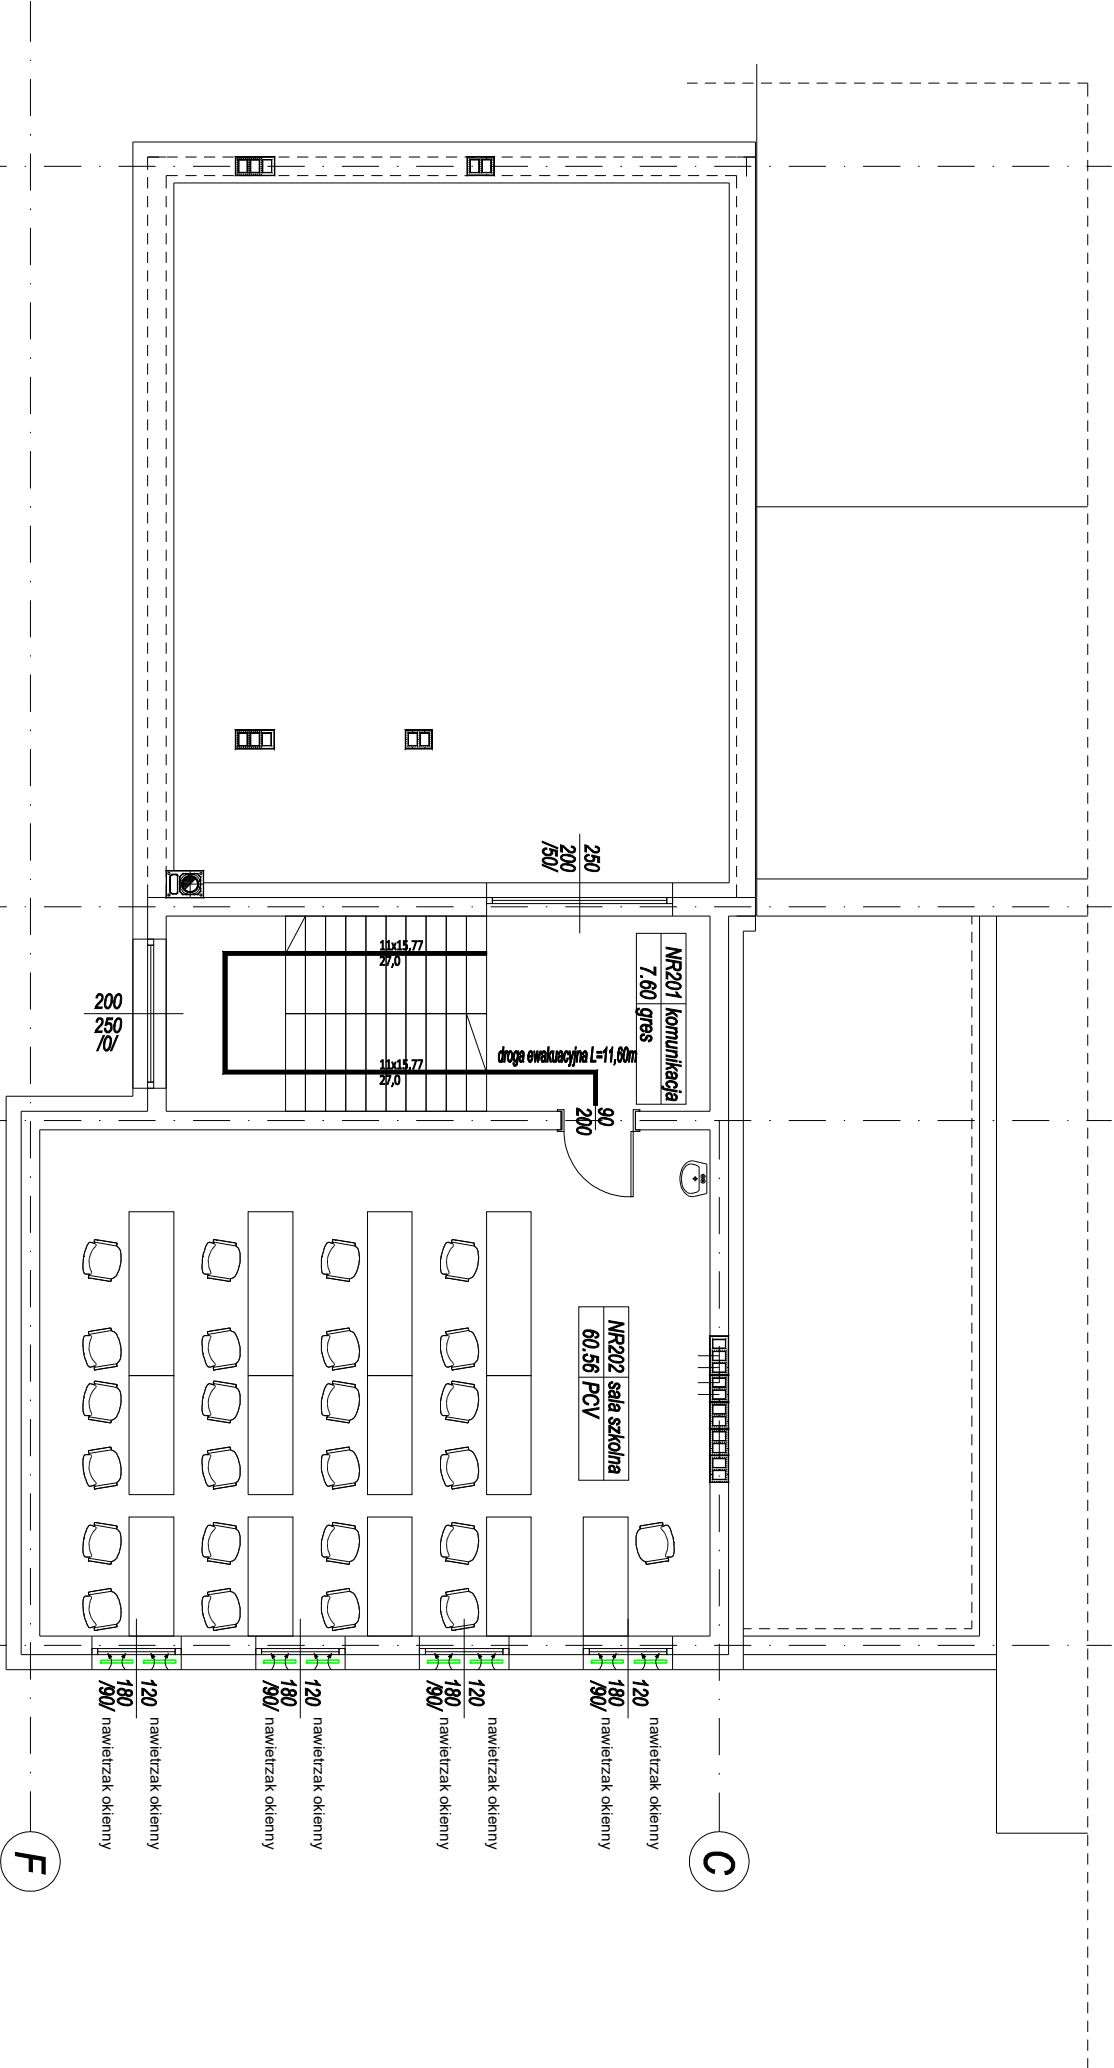 250
200
/50/
NR201 komunikacja
7.60 gres
11x15,77
27,0
200
250
/0/
droga ewakuacyjna L=11,60m
11x15,77
27,0
90
200
NR202 sala szkolna
60.56 PCV
120
180
/90/
nawietrzak okienny
nawietrzak okienny
120
180
/90/
nawietrzak okienny
nawietrzak okienny
120
180
/90/
nawietrzak okienny
nawietrzak okienny
120
180
/90/
nawietrzak okienny
nawietrzak okienny
F
C